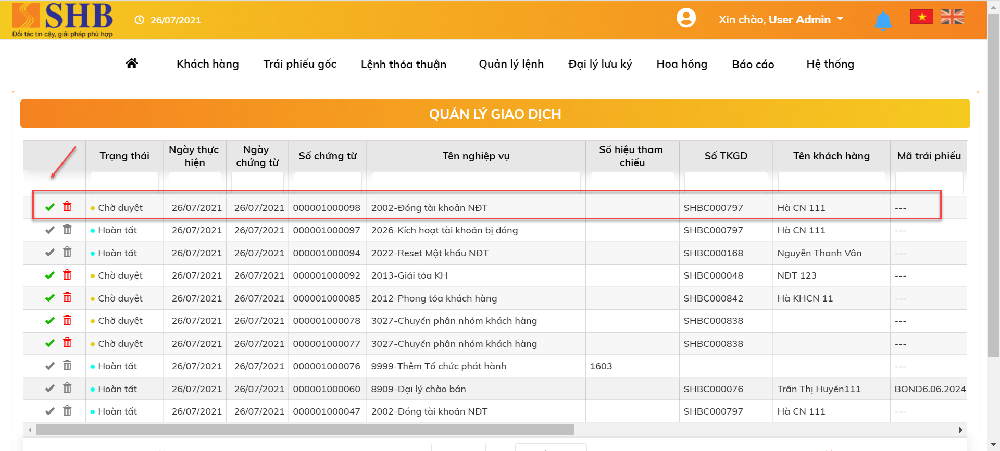 SHB
Đối tác tin cậy, giải pháp phù hợp
26/07/2021
Xin chào, User Admin
Khách hàng Trái phiếu gốc Lệnh thỏa thuận Quản lý lệnh Đại lý lưu ký Hoa hồng Báo cáo Hệ thống
QUẢN LÝ GIAO DỊCH
Trạng thái Ngày thực hiện Ngày chứng từ Số chứng từ Tên nghiệp vụ Số hiệu tham chiếu Số TKGD Tên khách hàng Mã trái phiếu
Chờ duyệt 26/07/2021 26/07/2021 000001000098 2002-Đóng tài khoản NĐT SHBC000797 Hà CN 111 ---
Hoàn tất 26/07/2021 26/07/2021 000001000097 2026-Kích hoạt tài khoản bị đóng SHBC000797 Hà CN 111 ---
Hoàn tất 26/07/2021 26/07/2021 000001000094 2022-Reset Mật khẩu NĐT SHBC000168 Nguyễn Thanh Vân ---
Chờ duyệt 26/07/2021 26/07/2021 000001000092 2013-Giải tỏa KH SHBC000048 NĐT 123 ---
Chờ duyệt 26/07/2021 26/07/2021 000001000085 2012-Phong tỏa khách hàng SHBC000842 Hà KHCN 11 ---
Chờ duyệt 26/07/2021 26/07/2021 000001000078 3027-Chuyển phân nhóm khách hàng SHBC000838 ---
Chờ duyệt 26/07/2021 26/07/2021 000001000077 3027-Chuyển phân nhóm khách hàng SHBC000838 ---
Hoàn tất 26/07/2021 26/07/2021 000001000076 9999-Thêm Tổ chức phát hành 1603 ---
Hoàn tất 26/07/2021 26/07/2021 000001000060 8909-Đại lý chào bán SHBC000076 Trần Thị Huyền111 BOND6.06.2024
Hoàn tất 26/07/2021 26/07/2021 000001000047 2002-Đóng tài khoản NĐT SHBC000797 Hà CN 111 ---